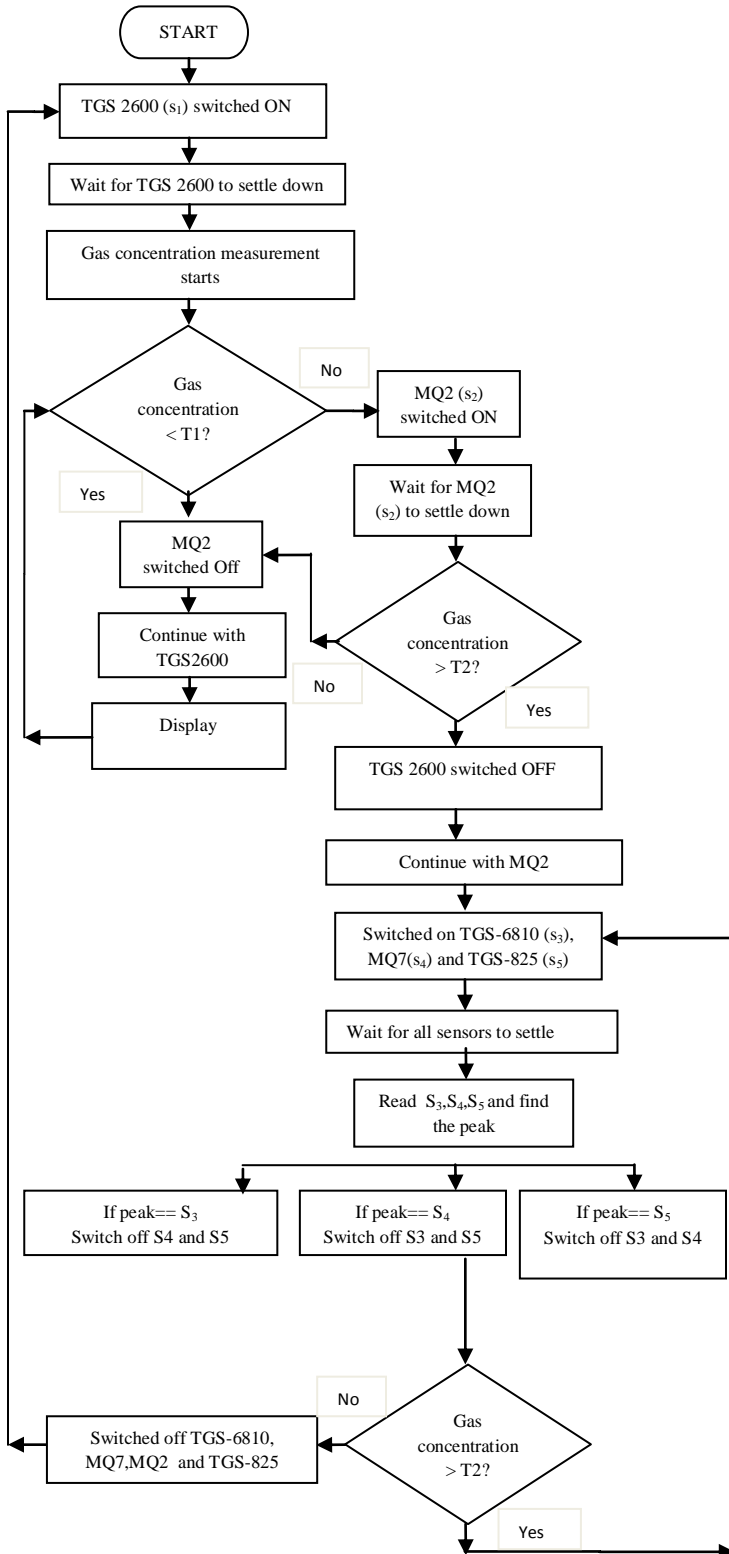 START
TGS 2600 (s₁) switched ON
Wait for TGS 2600 to settle down
Gas concentration measurement
starts
Gas
concentration
< T1?
No
Yes
MQ2 (s₂)
switched ON
Wait for MQ2
(s₂) to settle down
MQ2
switched Off
Continue with
TGS2600
Display
Gas
concentration
> T2?
No
Yes
TGS 2600 switched OFF
Continue with MQ2
Switched on TGS-6810 (s₃),
MQ7(s₄) and TGS-825 (s₅)
Wait for all sensors to settle
Read S₃,S₄,S₅ and find
the peak
If peak== S₃
Switch off S4 and S5
If peak== S₄
Switch off S3 and S5
If peak== S₅
Switch off S3 and S4
Gas
concentration
> T2?
No
Switched off TGS-6810,
MQ7,MQ2 and TGS-825
Yes